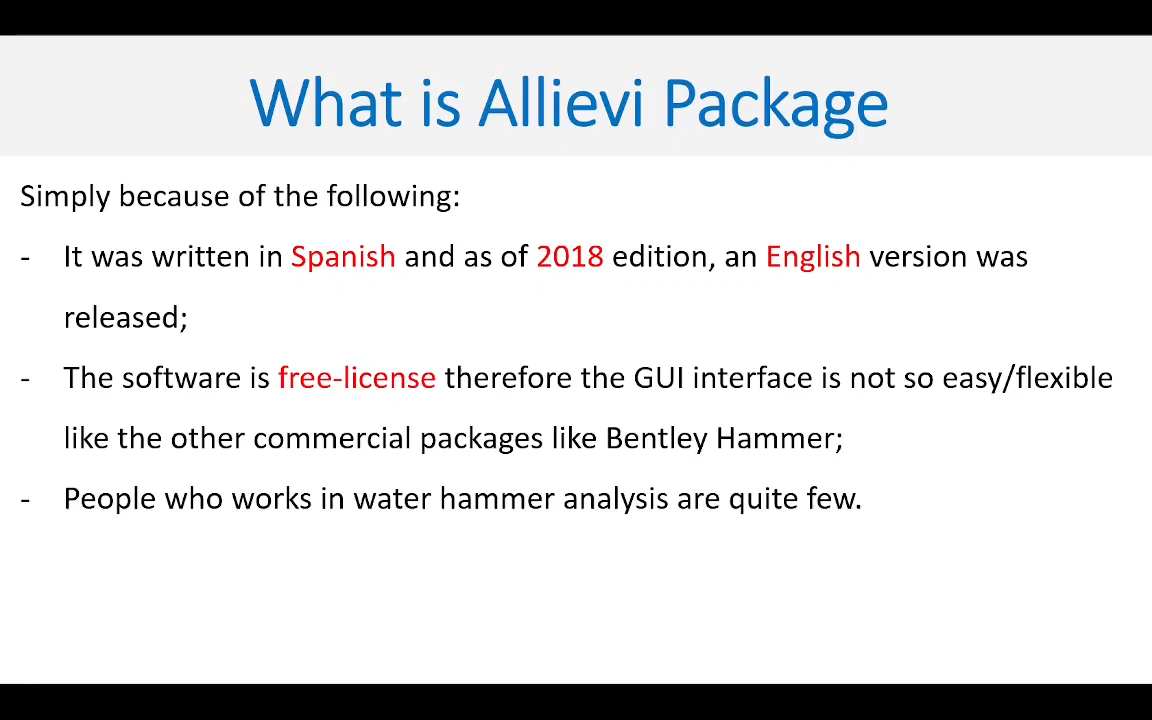 What is Allievi Package
Simply because of the following:
- It was written in Spanish and as of 2018 edition, an English version was
released;
- The software is free-license therefore the GUI interface is not so easy/flexible
like the other commercial packages like Bentley Hammer;
- People who works in water hammer analysis are quite few.